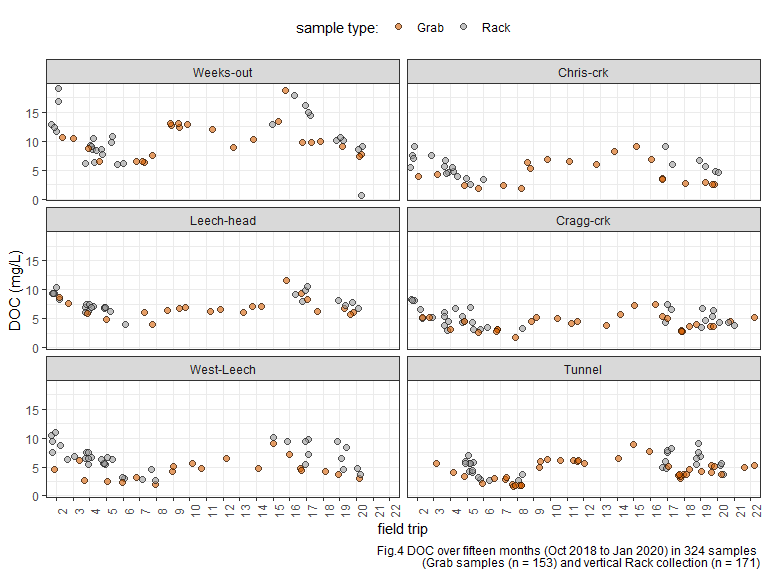 sample type: Grab Rack
Weeks-out Chris-crk
15
10
5
0
Leech-head Cragg-crk
15
10
5
0
West-Leech Tunnel
15
10
5
0
DOC (mg/L)
2 4 5 6 7 8 9 10 11 12 13 14 15 16 17 19 20 21 22 2 4 5 6 7 8 9 10 11 12 13 14 15 16 17 19 20 21 22
field trip
Fig.4 DOC over fifteen months (Oct 2018 to Jan 2020) in 324 samples
(Grab samples (n = 153) and vertical Rack collection (n = 171)